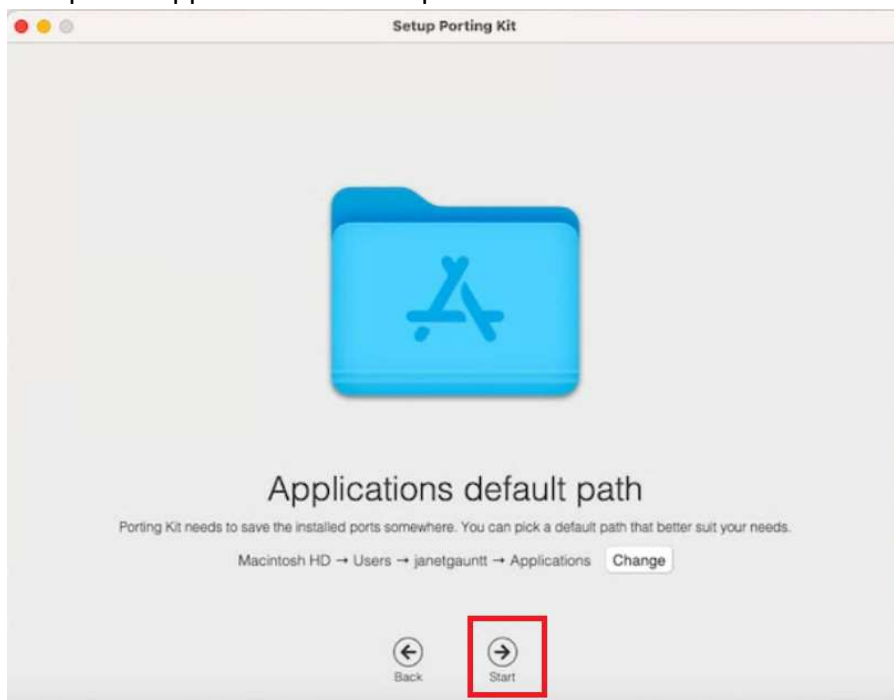 Setup Porting Kit
Applications default path
Porting Kit needs to save the installed ports somewhere. You can pick a default path that better suit your needs.
Macintosh HD → Users → janetgauntt → Applications Change
Back Start